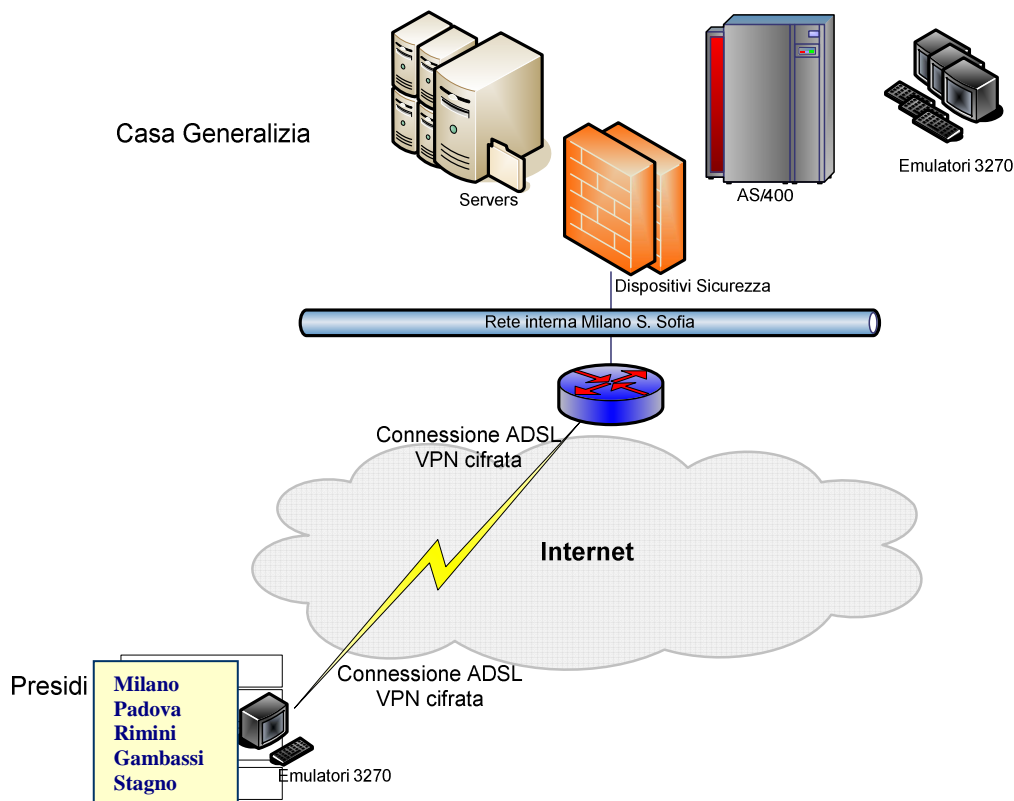 Casa Generalizia
Servers
AS/400
Emulatori 3270
Dispositivi Sicurezza
Rete interna Milano S. Sofia
Connessione ADSL
VPN cifrata
Internet
Connessione ADSL
VPN cifrata
Presidi
Milano
Padova
Rimini
Gambassi
Stagno
Emulatori 3270